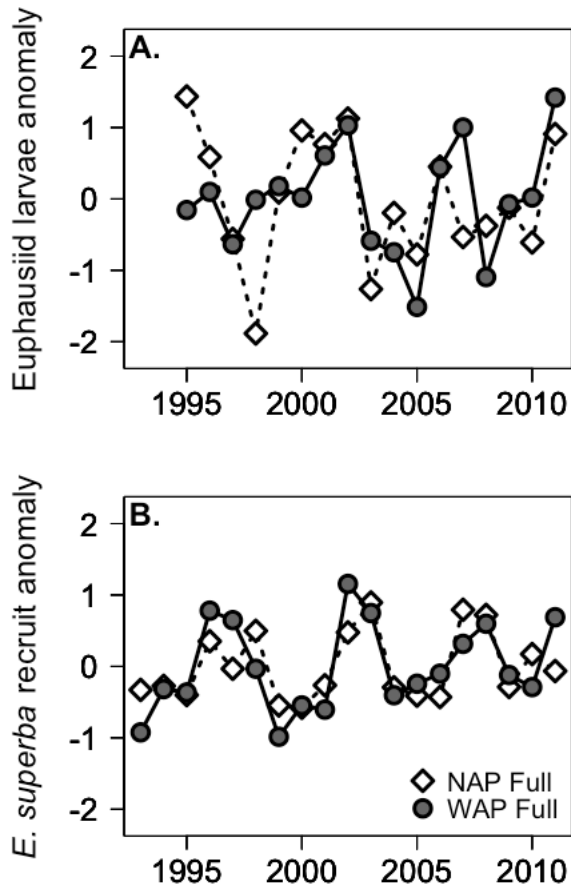 A.
Euphausiid larvae anomaly
2
1
0
-1
-2
1995 2000 2005 2010
B.
E. superba recruit anomaly
2
1
0
-1
-2
NAP Full
WAP Full
1995 2000 2005 2010